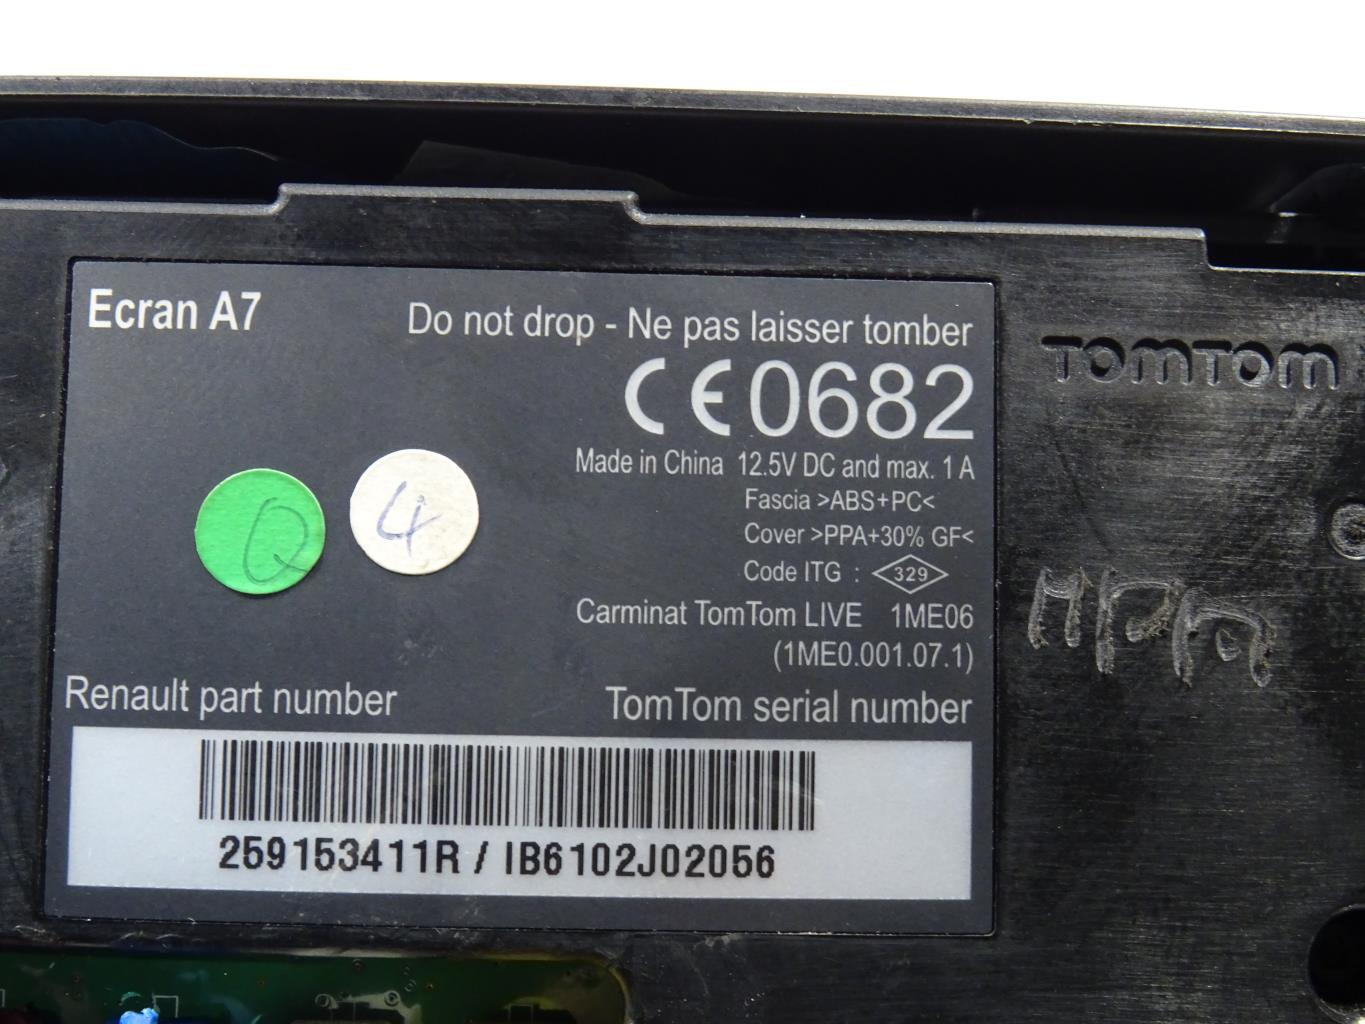 Ecran A7
Do not drop - Ne pas laisser tomber
CE0682
TOMTOM
Made in China 12.5V DC and max. 1 A
Fascia >ABS+PC<
Cover >PPA+30% GF<
Q
4
Code ITG : 329
Carminat TomTom LIVE 1ME06
(1ME0.001.07.1)
Renault part number
TomTom serial number
259153411R / IB6102J02056